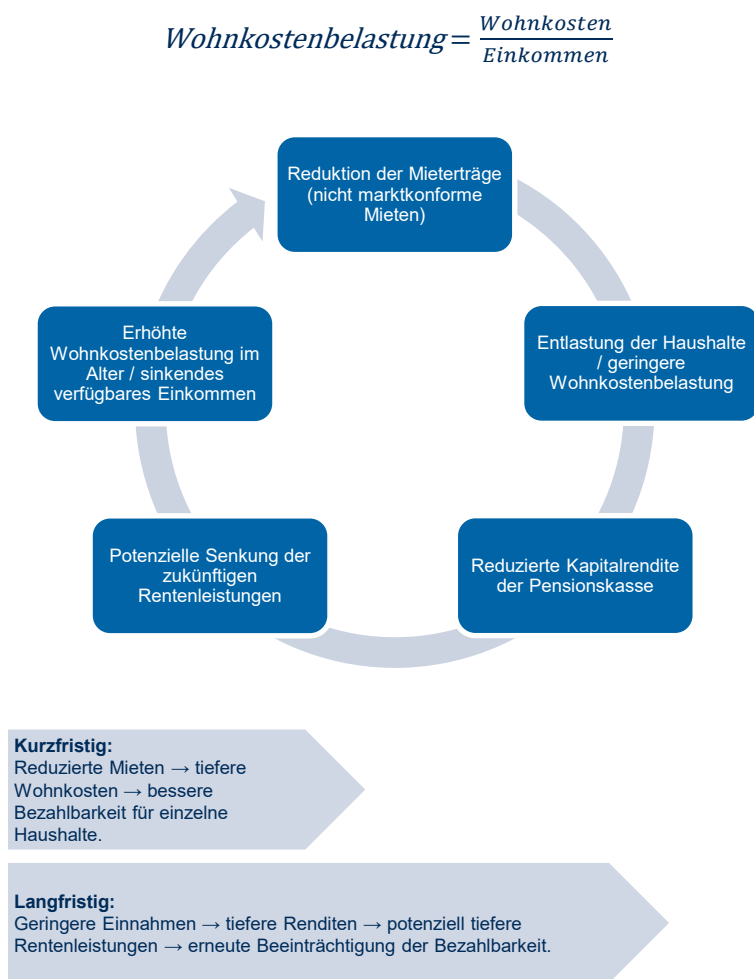 Wohnkostenbelastung = Wohnkosten / Einkommen
Reduktion der Mieterträge
(nicht marktkonforme
Mieten)
Entlastung der Haushalte
/ geringere
Wohnkostenbelastung
Reduzierte Kapitalrendite
der Pensionskasse
Potenzielle Senkung der
zukünftigen
Rentenleistungen
Erhöhte
Wohnkostenbelastung im
Alter / sinkendes
verfügbares Einkommen
Kurzfristig:
Reduzierte Mieten → tiefere
Wohnkosten → bessere
Bezahlbarkeit für einzelne
Haushalte.
Langfristig:
Geringere Einnahmen → tiefere Renditen → potenziell tiefere
Rentenleistungen → erneute Beeinträchtigung der Bezahlbarkeit.